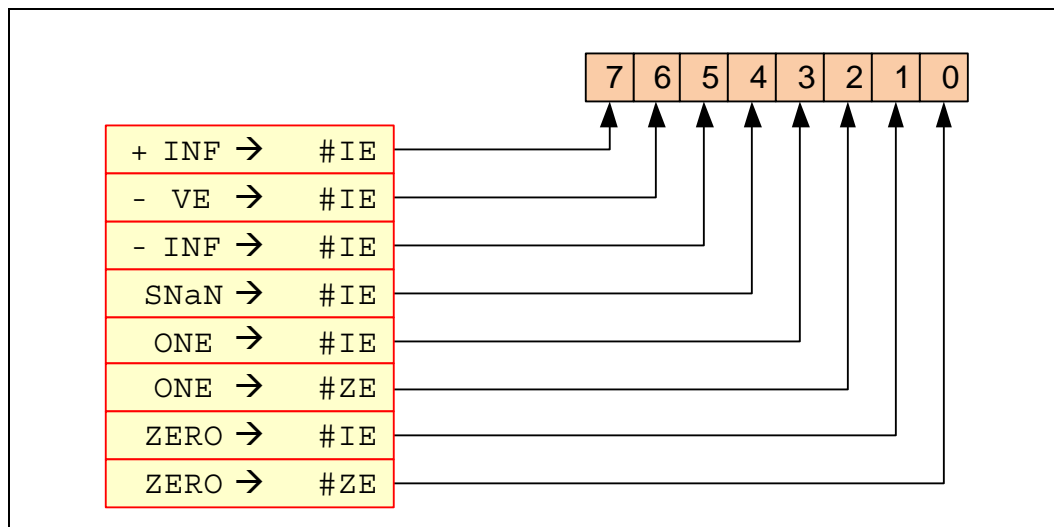 7 6 5 4 3 2 1 0
+ INF → #IE
- VE → #IE
- INF → #IE
SNaN → #IE
ONE → #IE
ONE → #ZE
ZERO → #IE
ZERO → #ZE